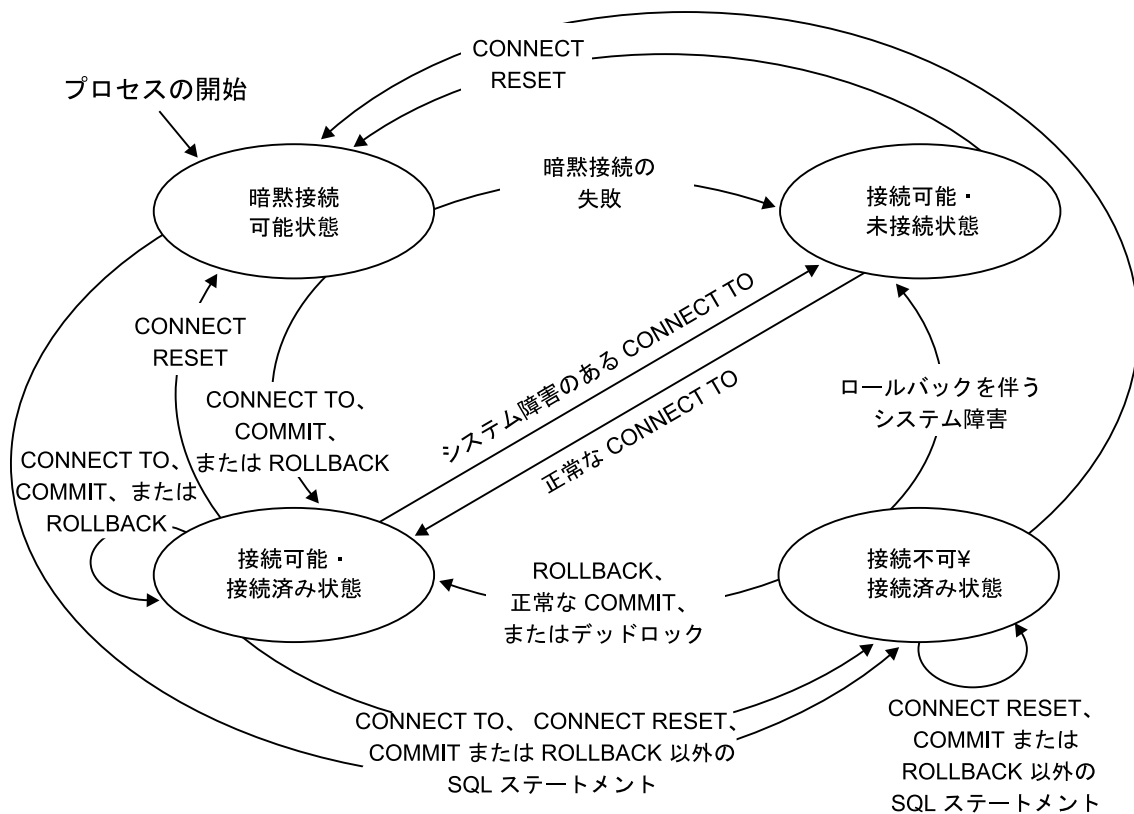 CONNECT
RESET
プロセスの開始
暗黙接続
可能状態
暗黙接続の
失敗
接続可能・
未接続状態
CONNECT
RESET
CONNECT TO、
COMMIT、
または ROLLBACK
システム障害のある CONNECT TO
正常な CONNECT TO
ロールバックを伴う
システム障害
CONNECT TO、
COMMIT、または
ROLLBACK
接続可能・
接続済み状態
ROLLBACK、
正常な COMMIT、
またはデッドロック
接続不可¥
接続済み状態
CONNECT TO、 CONNECT RESET、
COMMIT または ROLLBACK 以外の
SQL ステートメント
CONNECT RESET、
COMMIT または
ROLLBACK 以外の
SQL ステートメント